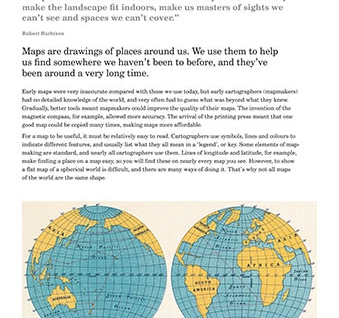 make the landscape fit indoors, make us masters of sights we
can't see and spaces we can't cover."
Robert Harbison
Maps are drawings of places around us. We use them to help
us find somewhere we haven't been to before, and they've
been around a very long time.
Early maps were very inaccurate compared with those we use today, but early cartographers (mapmakers)
had no detailed knowledge of the world, and very often had to guess what was beyond what they knew.
Gradually, better tools meant mapmakers could improve the quality of their maps. The invention of the
magnetic compass, for example, allowed more accuracy. The arrival of the printing press meant that one
good map could be copied many times, making maps more affordable.
For a map to be useful, it must be relatively easy to read. Cartographers use symbols, lines and colours to
indicate different features, and usually list what they all mean in a 'legend', or key. Some elements of map-
making are standard, and nearly all cartographers use them. Lines of longitude and latitude, for example,
make finding a place on a map easy, so you will find these on nearly every map you see. However, to show
a flat map of a spherical world is difficult, and there are many ways of doing it. That's why not all maps
of the world are the same shape.
ASIA
AUSTRALIA
EUROPE
AFRICA
SOUTH
AMERICA